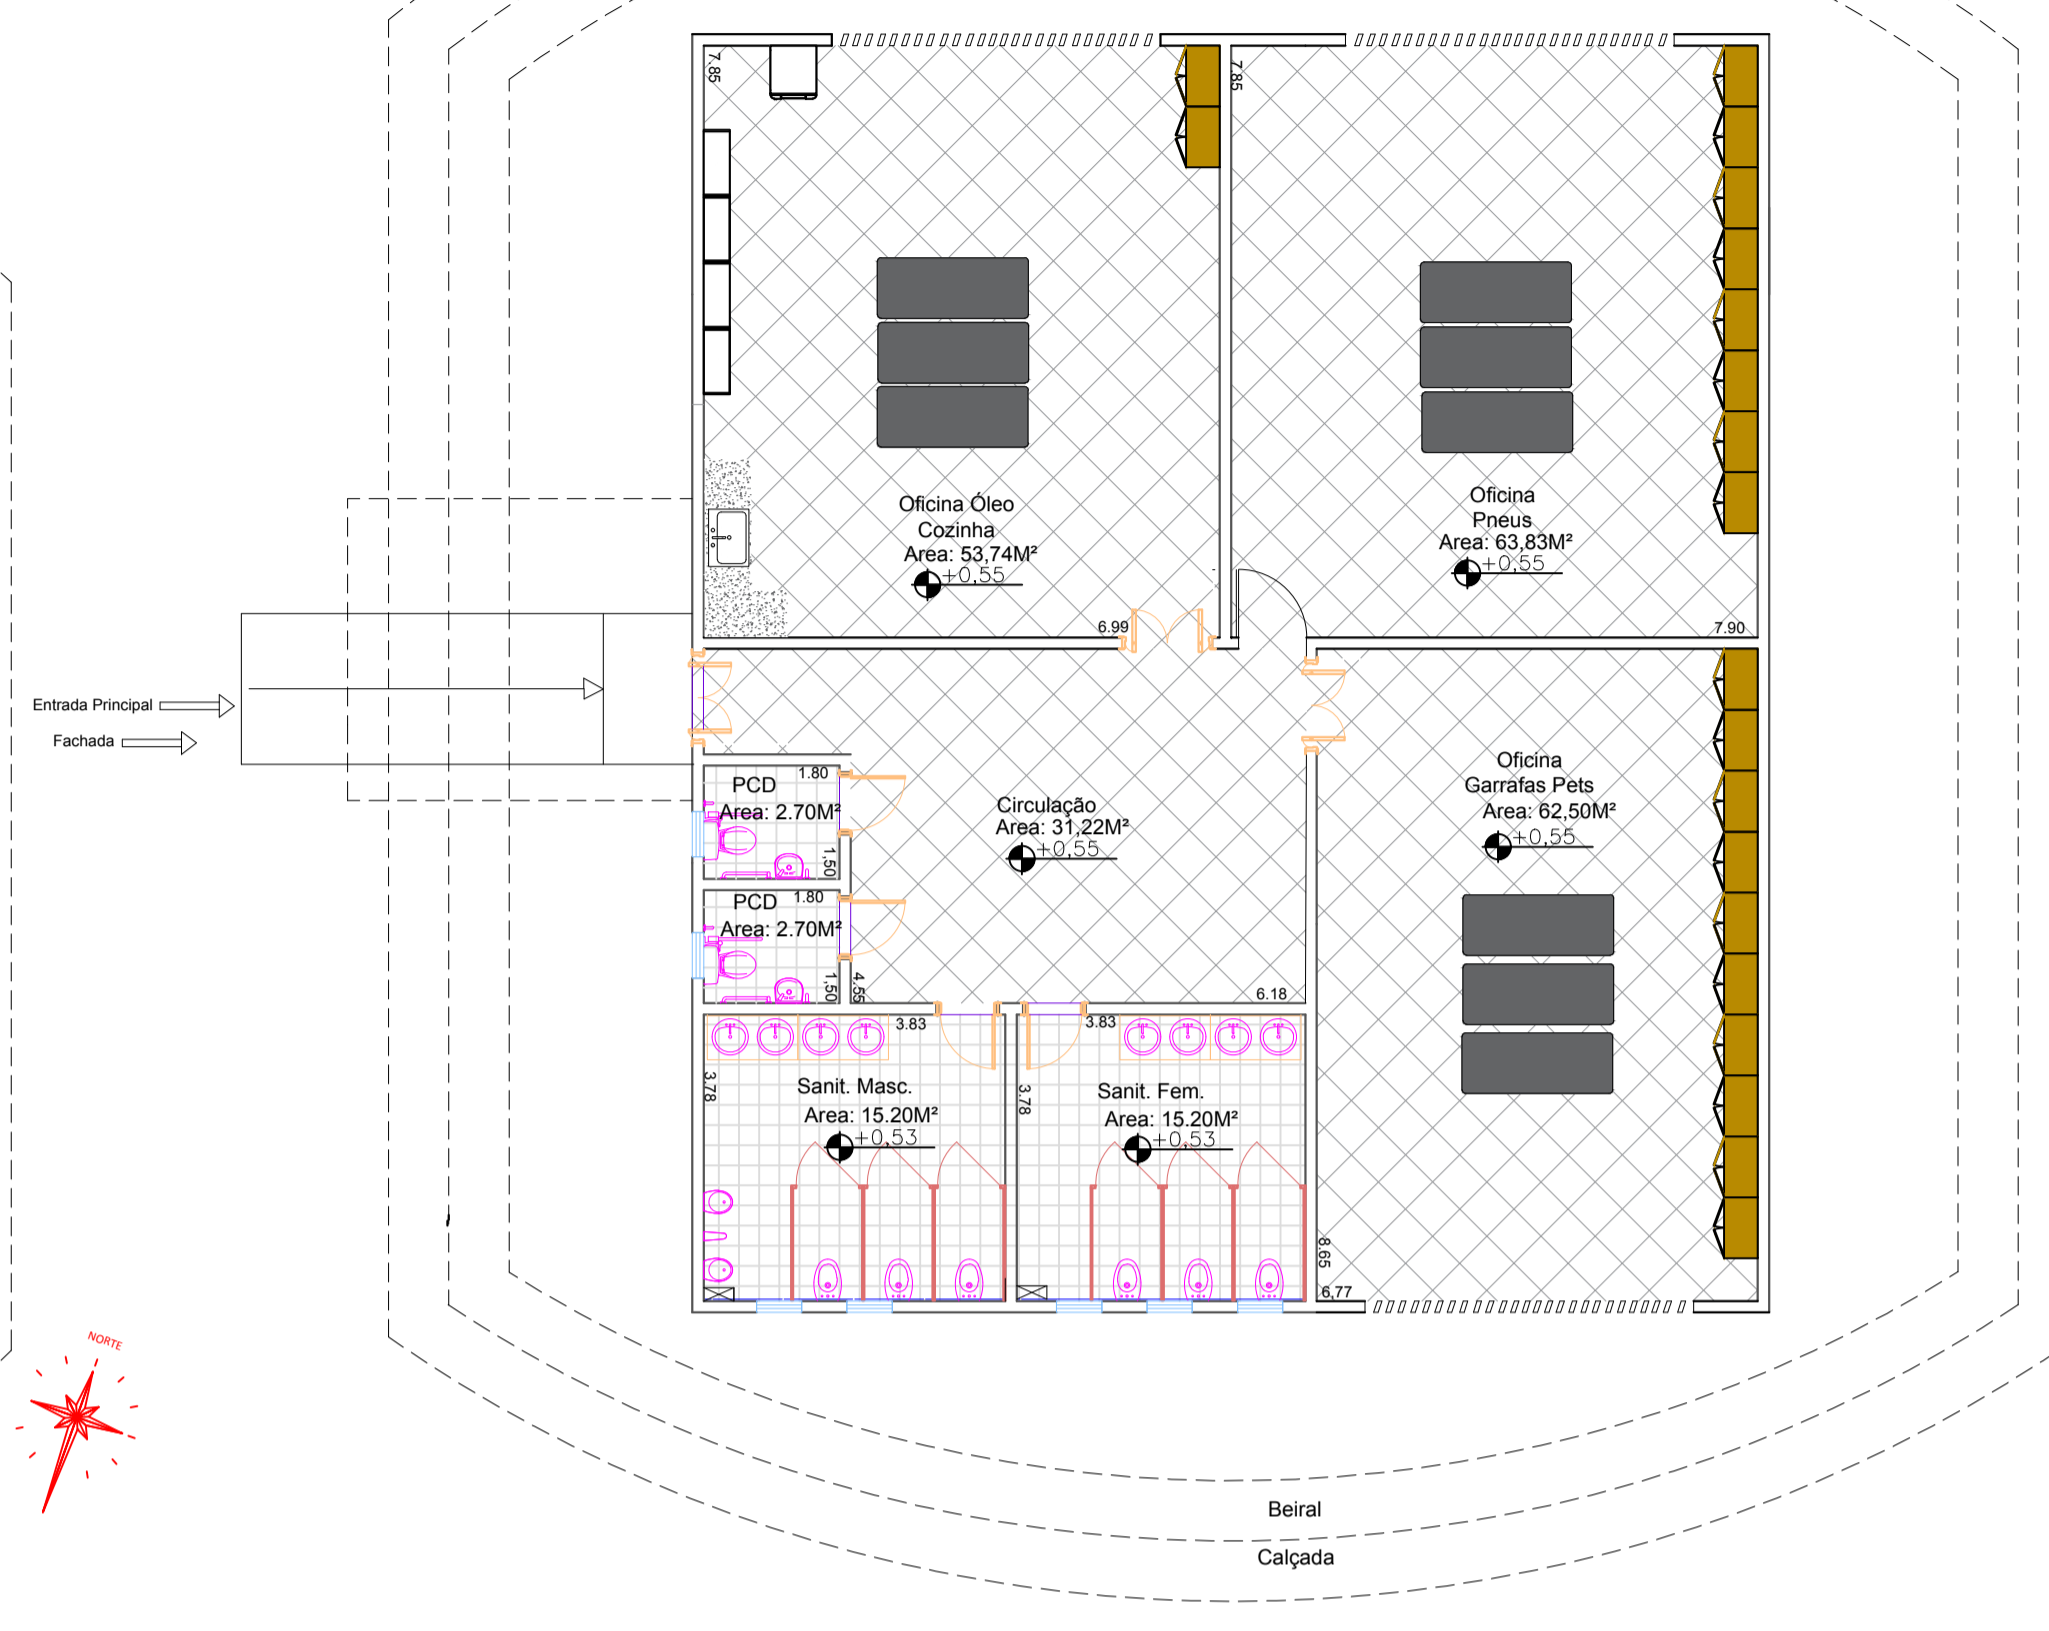 7.85
7.85
Oficina Óleo
Cozinha
Area: 53,74M²
+0,55
Oficina
Pneus
Area: 63,83M²
+0,55
6.99
7.90
Entrada Principal
Fachada
PCD
1.80
Area: 2.70M²
1,50
PCD
1.80
Area: 2.70M²
1,50
Circulação
Area: 31,22M²
+0,55
4.55
6.18
Oficina
Garrafas Pets
Area: 62,50M²
+0,55
3.83
3.78
Sanit. Masc.
Area: 15.20M²
+0,53
3.83
3.78
Sanit. Fem.
Area: 15.20M²
+0,53
8.65
6,77
NORTE
Beiral
Calçada